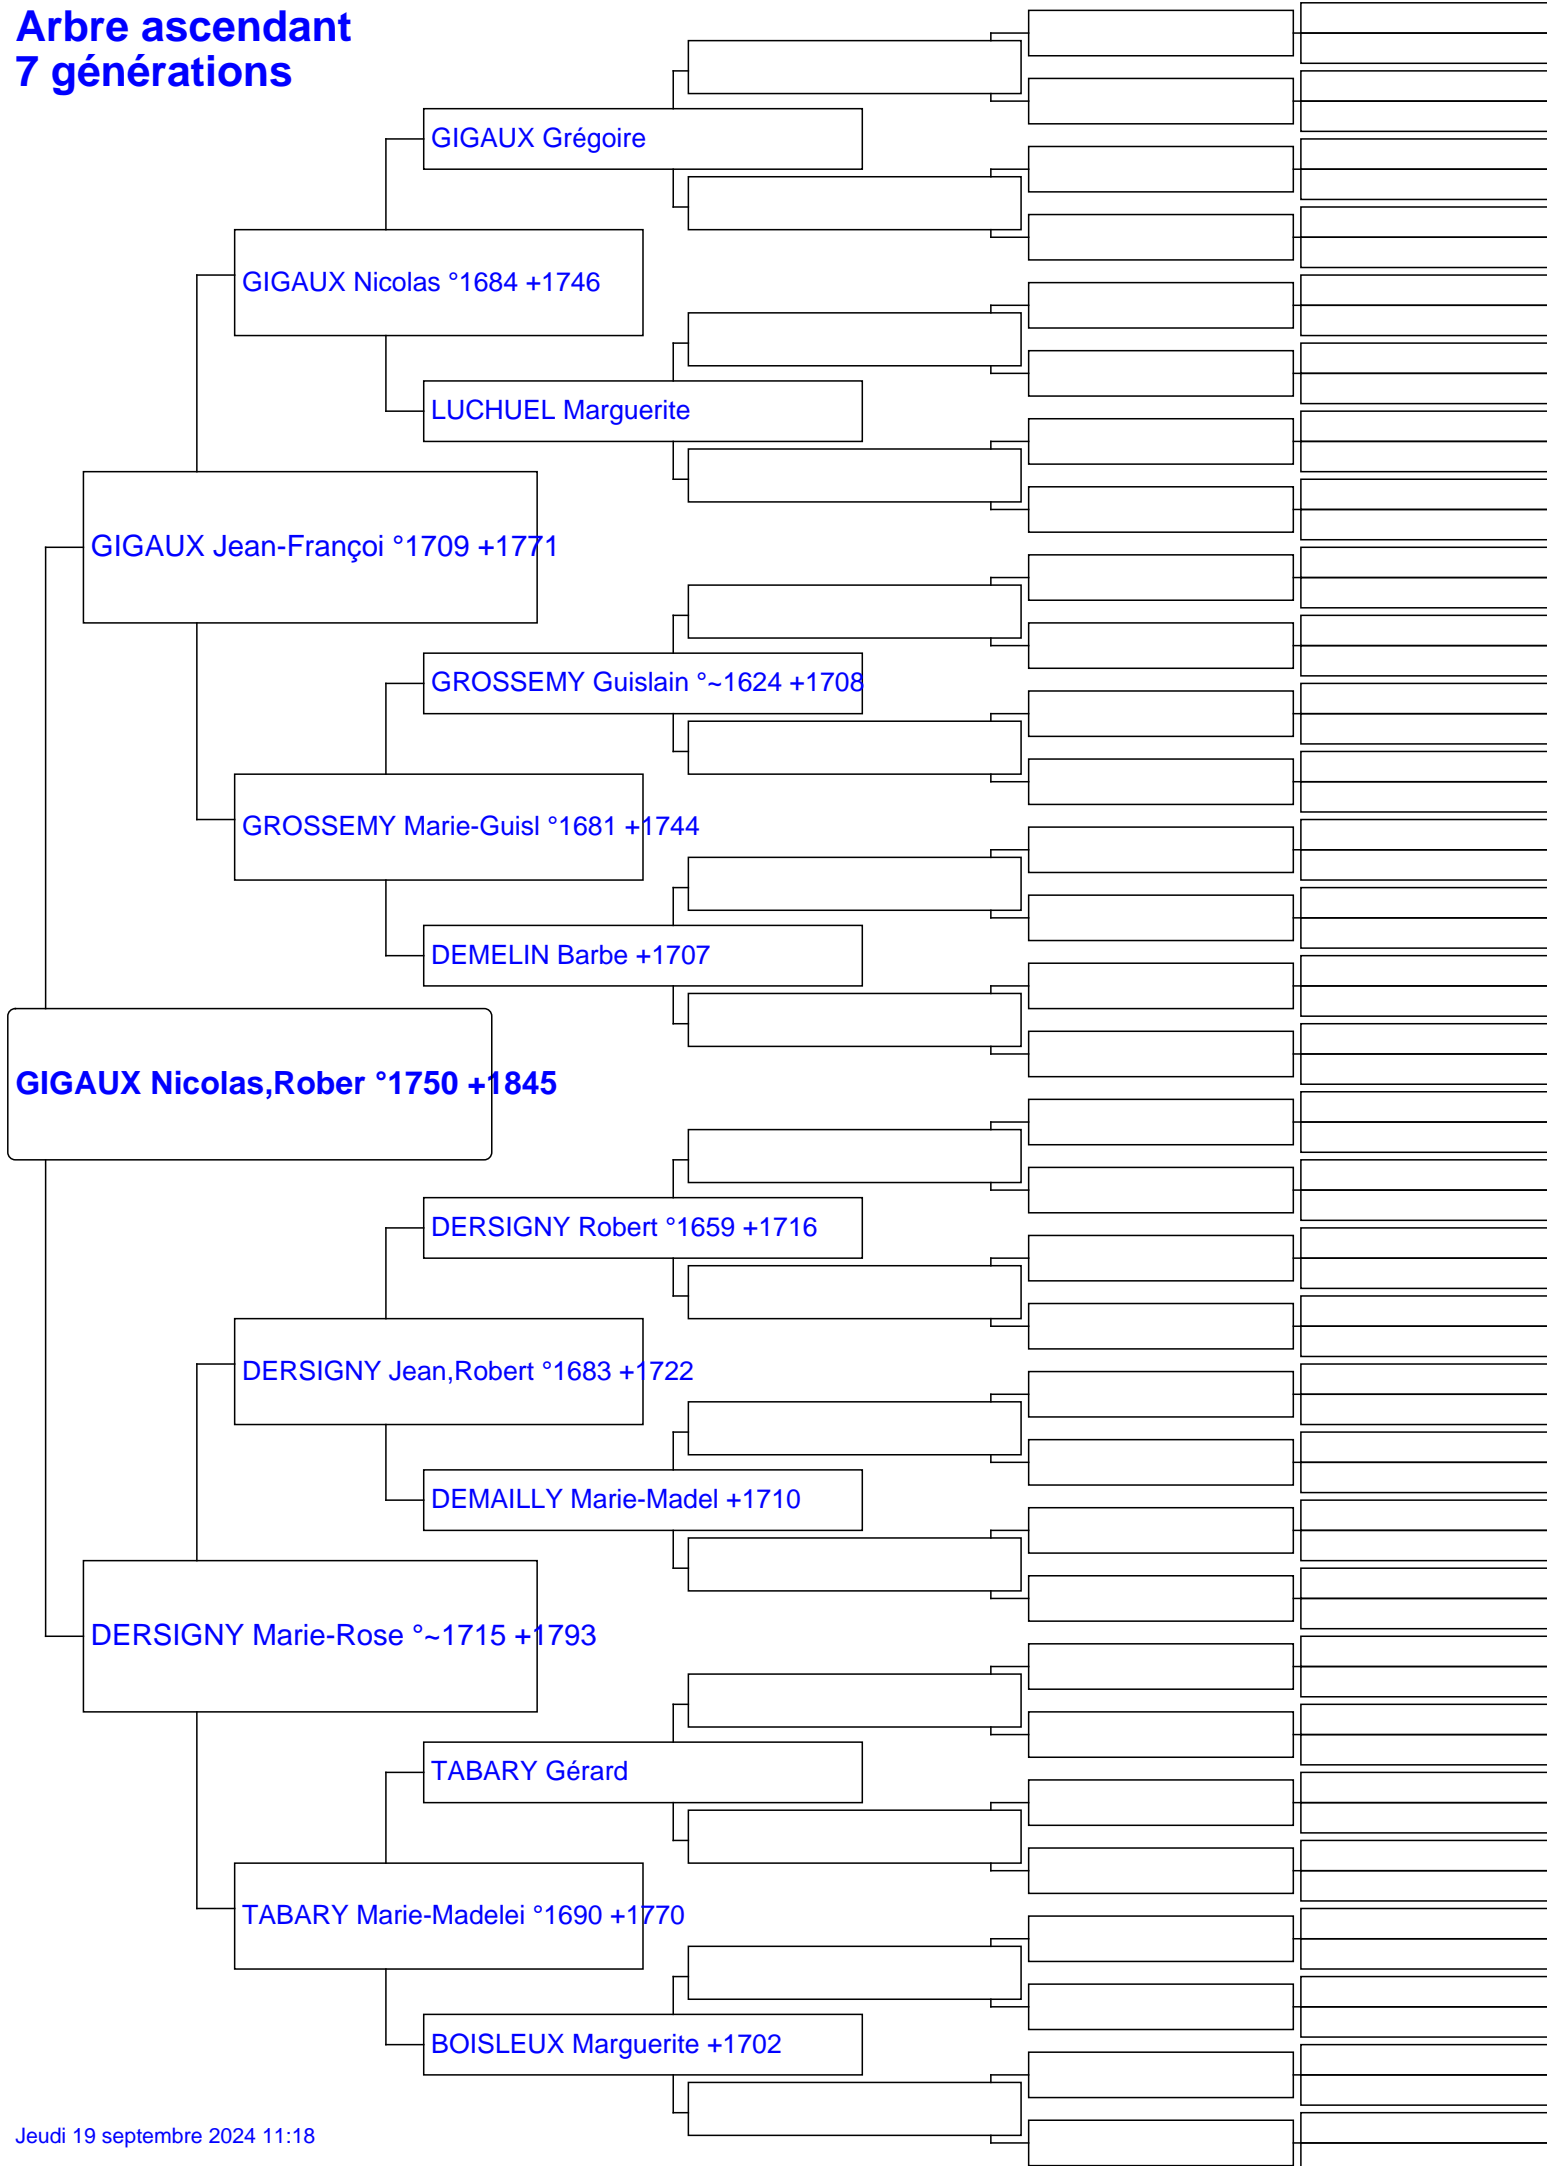 Arbre ascendant
7 générations
GIGAUX Grégoire
GIGAUX Nicolas °1684 +1746
LUCHUEL Marguerite
GIGAUX Jean-Françoi °1709 +1771
GROSSEMY Guislain °~1624 +1708
GROSSEMY Marie-Guisl °1681 +1744
DEMELIN Barbe +1707
GIGAUX Nicolas,Rober °1750 +1845
DERSIGNY Robert °1659 +1716
DERSIGNY Jean,Robert °1683 +1722
DEMAILLY Marie-Madel +1710
DERSIGNY Marie-Rose °~1715 +1793
TABARY Gérard
TABARY Marie-Madelei °1690 +1770
BOISLEUX Marguerite +1702
Jeudi 19 septembre 2024 11:18